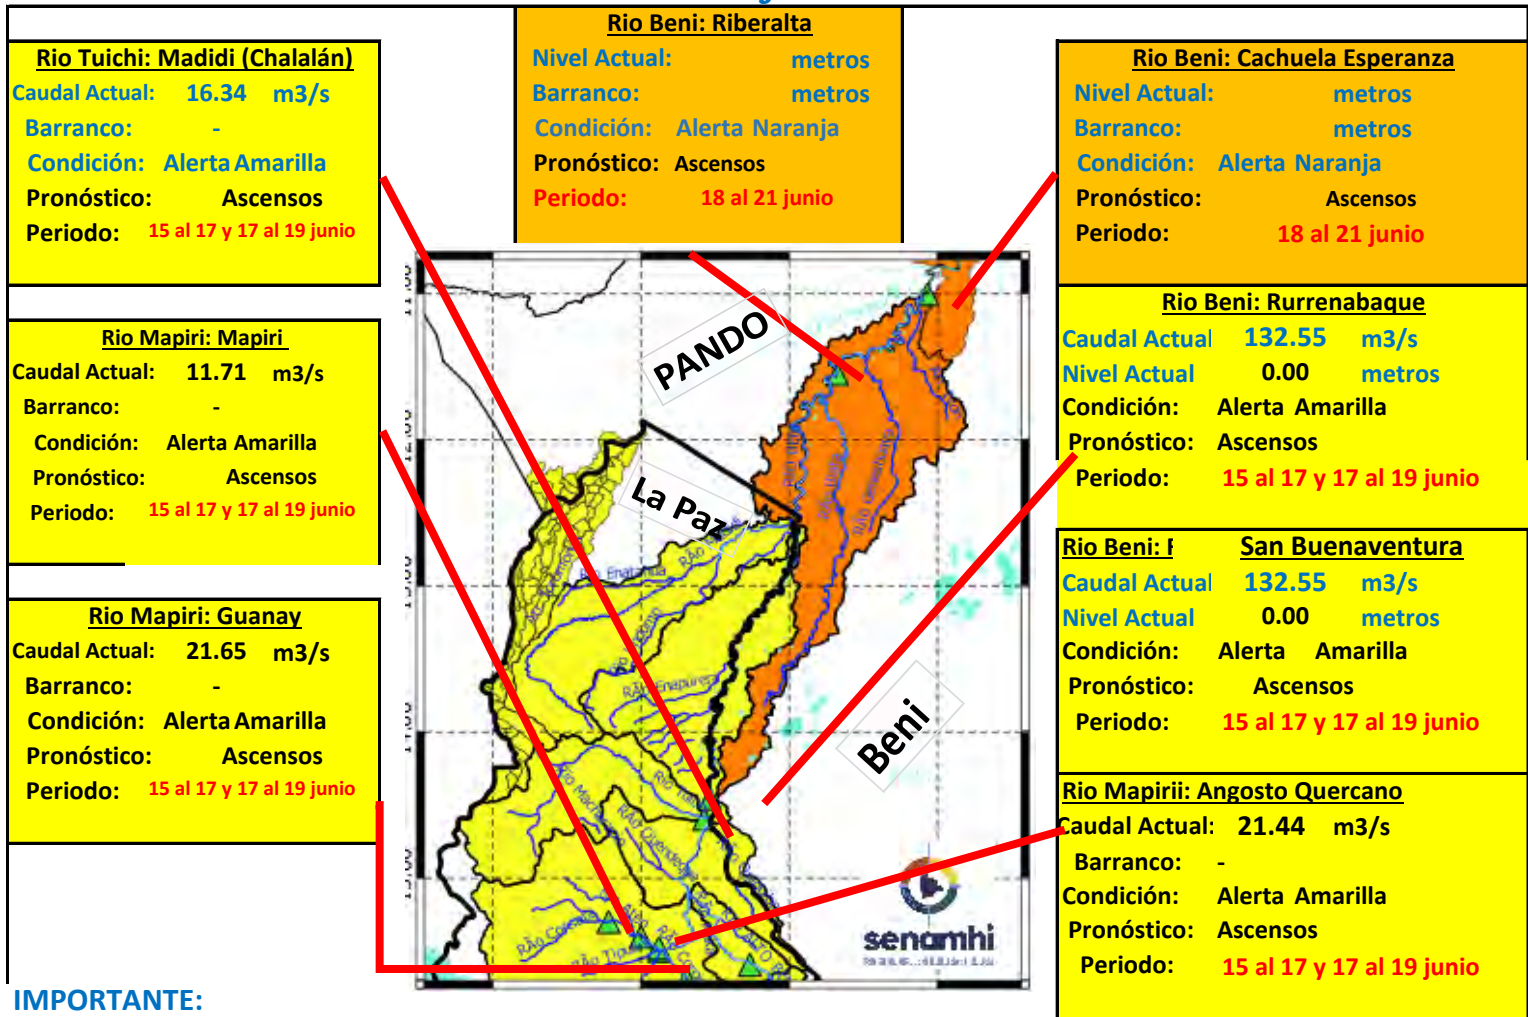 Rio Beni: Riberalta
Nivel Actual: metros
Barranco: metros
Condición: Alerta Naranja
Pronóstico: Ascensos
Periodo: 18 al 21 junio
Rio Tuichi: Madidi (Chalalán)
Caudal Actual: 16.34 m3/s
Barranco: -
Condición: Alerta Amarilla
Pronóstico: Ascensos
Periodo: 15 al 17 y 17 al 19 junio
Rio Mapiri: Mapiri
Caudal Actual: 11.71 m3/s
Barranco: -
Condición: Alerta Amarilla
Pronóstico: Ascensos
Periodo: 15 al 17 y 17 al 19 junio
Rio Mapiri: Guanay
Caudal Actual: 21.65 m3/s
Barranco: -
Condición: Alerta Amarilla
Pronóstico: Ascensos
Periodo: 15 al 17 y 17 al 19 junio
PANDO
La Paz
Beni
senamhi
Rio Beni: Cachuela Esperanza
Nivel Actual: metros
Barranco: metros
Condición: Alerta Naranja
Pronóstico: Ascensos
Periodo: 18 al 21 junio
Rio Beni: Rurrenabaque
Caudal Actual 132.55 m3/s
Nivel Actual 0.00 metros
Condición: Alerta Amarilla
Pronóstico: Ascensos
Periodo: 15 al 17 y 17 al 19 junio
Rio Beni: San Buenaventura
Caudal Actual 132.55 m3/s
Nivel Actual 0.00 metros
Condición: Alerta Amarilla
Pronóstico: Ascensos
Periodo: 15 al 17 y 17 al 19 junio
Rio Mapirii: Angosto Quercano
Caudal Actual: 21.44 m3/s
Barranco: -
Condición: Alerta Amarilla
Pronóstico: Ascensos
Periodo: 15 al 17 y 17 al 19 junio
IMPORTANTE: